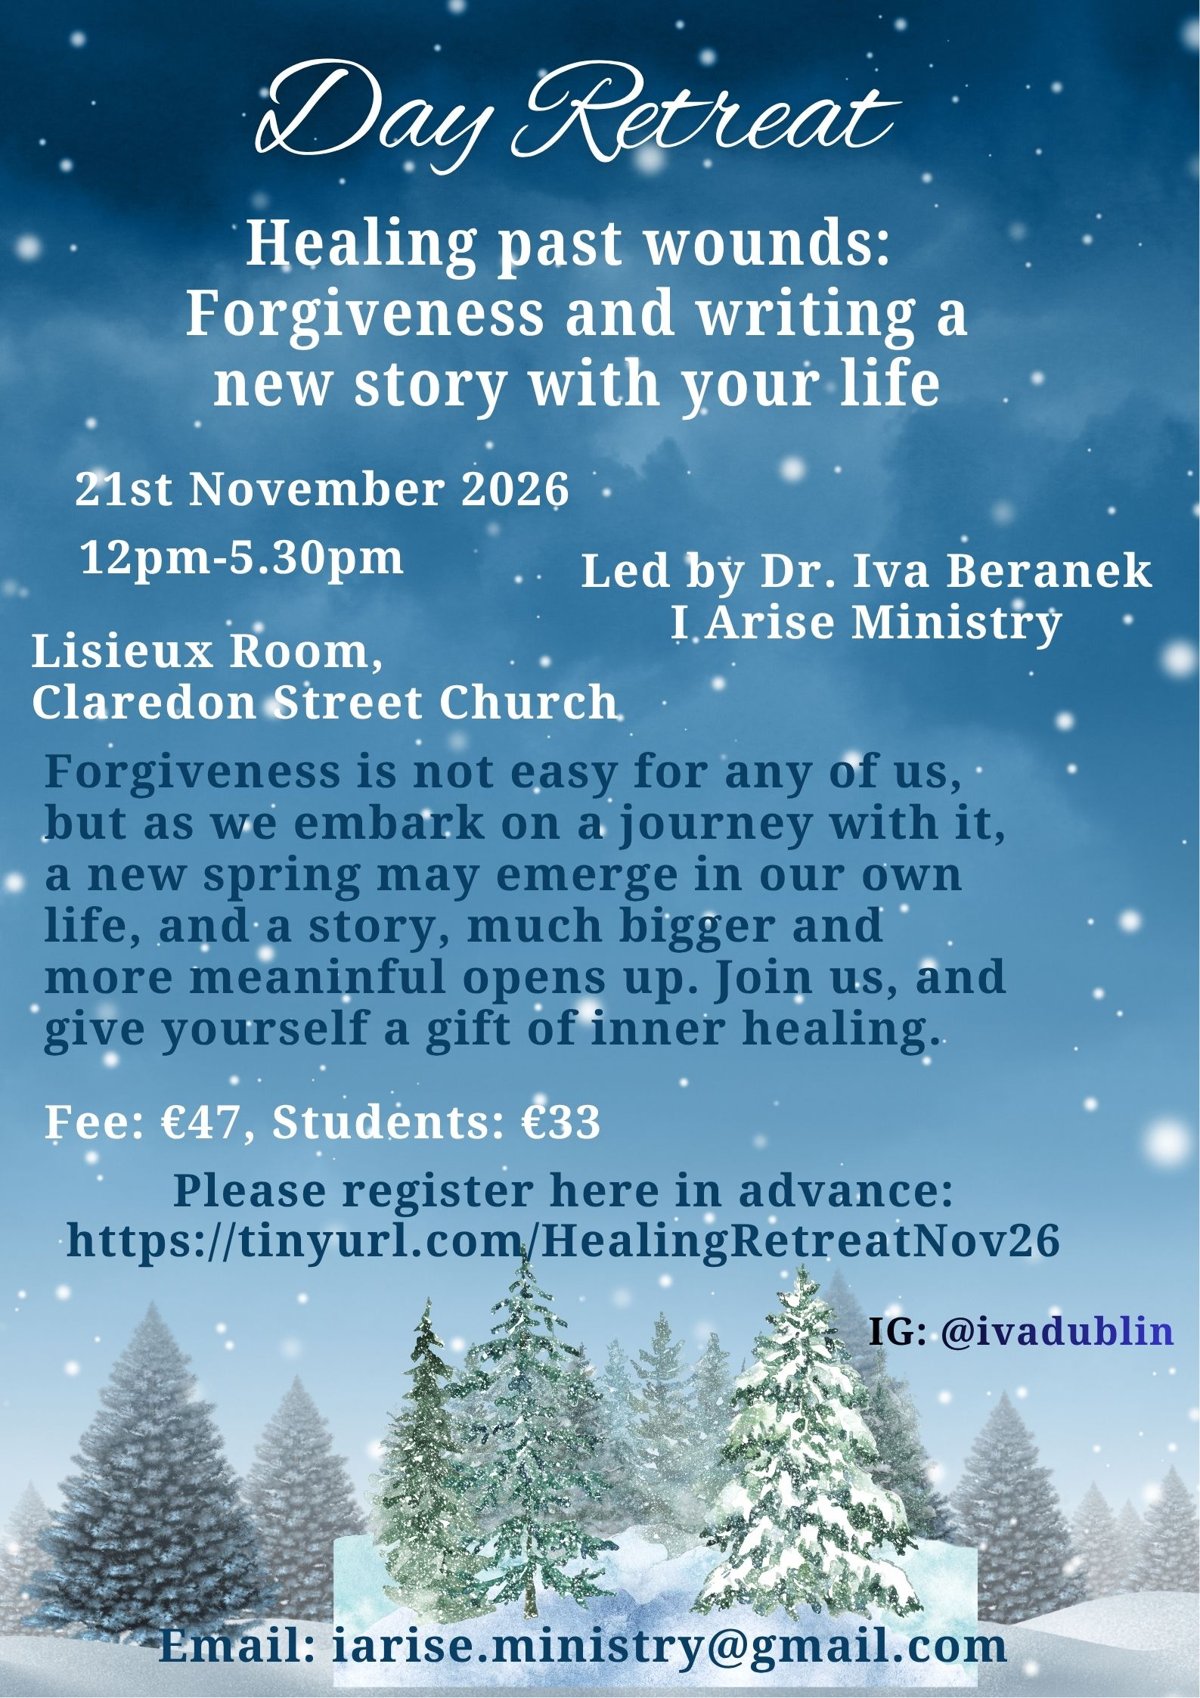 Day Retreat
Healing past wounds:
Forgiveness and writing a
new story with your life
21st November 2026
12pm-5.30pm
Led by Dr. Iva Beranek
I Arise Ministry
Lisieux Room,
Claredon Street Church
Forgiveness is not easy for any of us,
but as we embark on a journey with it,
a new spring may emerge in our own
life, and a story, much bigger and
more meaninful opens up. Join us, and
give yourself a gift of inner healing.
Fee: €47, Students: €33
Please register here in advance:
https://tinyurl.com/HealingRetreatNov26
IG: @ivadublin
Email: iarise.ministry@gmail.com